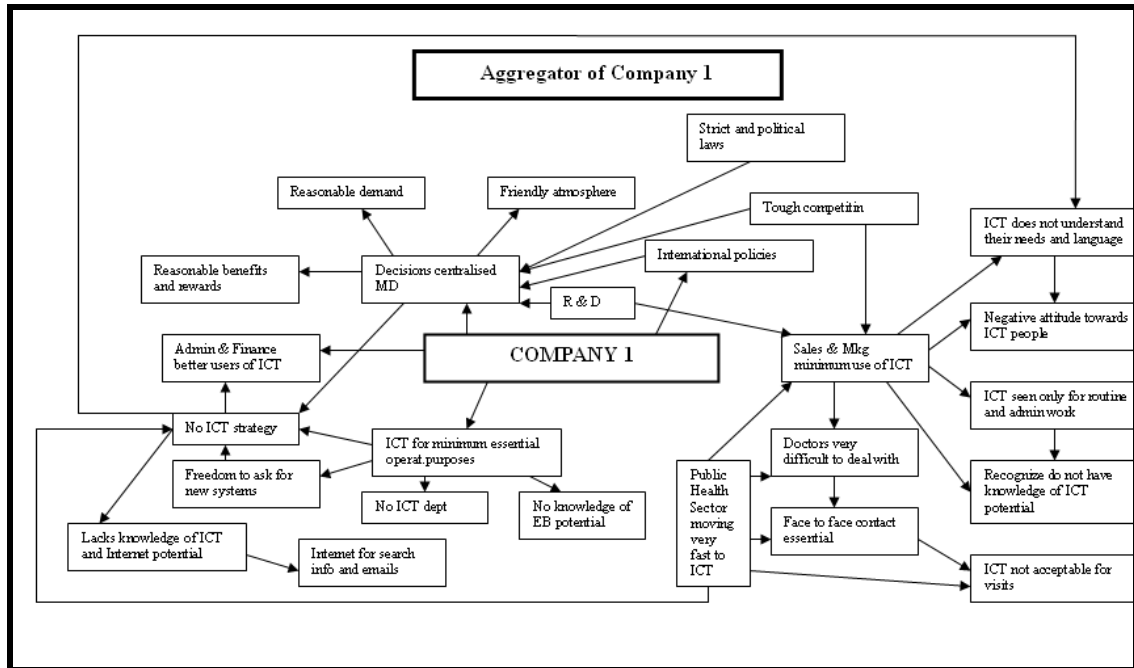 Aggregator of Company 1
Strict and political
laws
Reasonable demand
Friendly atmosphere
Tough competitin
ICT does not understand
their needs and language
International policies
Reasonable benefits
and rewards
Decisions centralised
MD
R & D
Negative attitude towards
ICT people
Admin & Finance
better users of ICT
COMPANY 1
Sales & Mkg
minimum use of ICT
ICT seen only for routine
and admin work
No ICT strategy
ICT for minimum essential
operat.purposes
Doctors very
difficult to deal with
Freedom to ask for
new systems
Public
Health
Sector
moving
very
fast to
ICT
Recognize do not have
knowledge of ICT
potential
No ICT dept
No knowledge of
EB potential
Face to face contact
essential
Lacks knowledge of ICT
and Internet potential
Internet for search
info and emails
ICT not acceptable for
visits